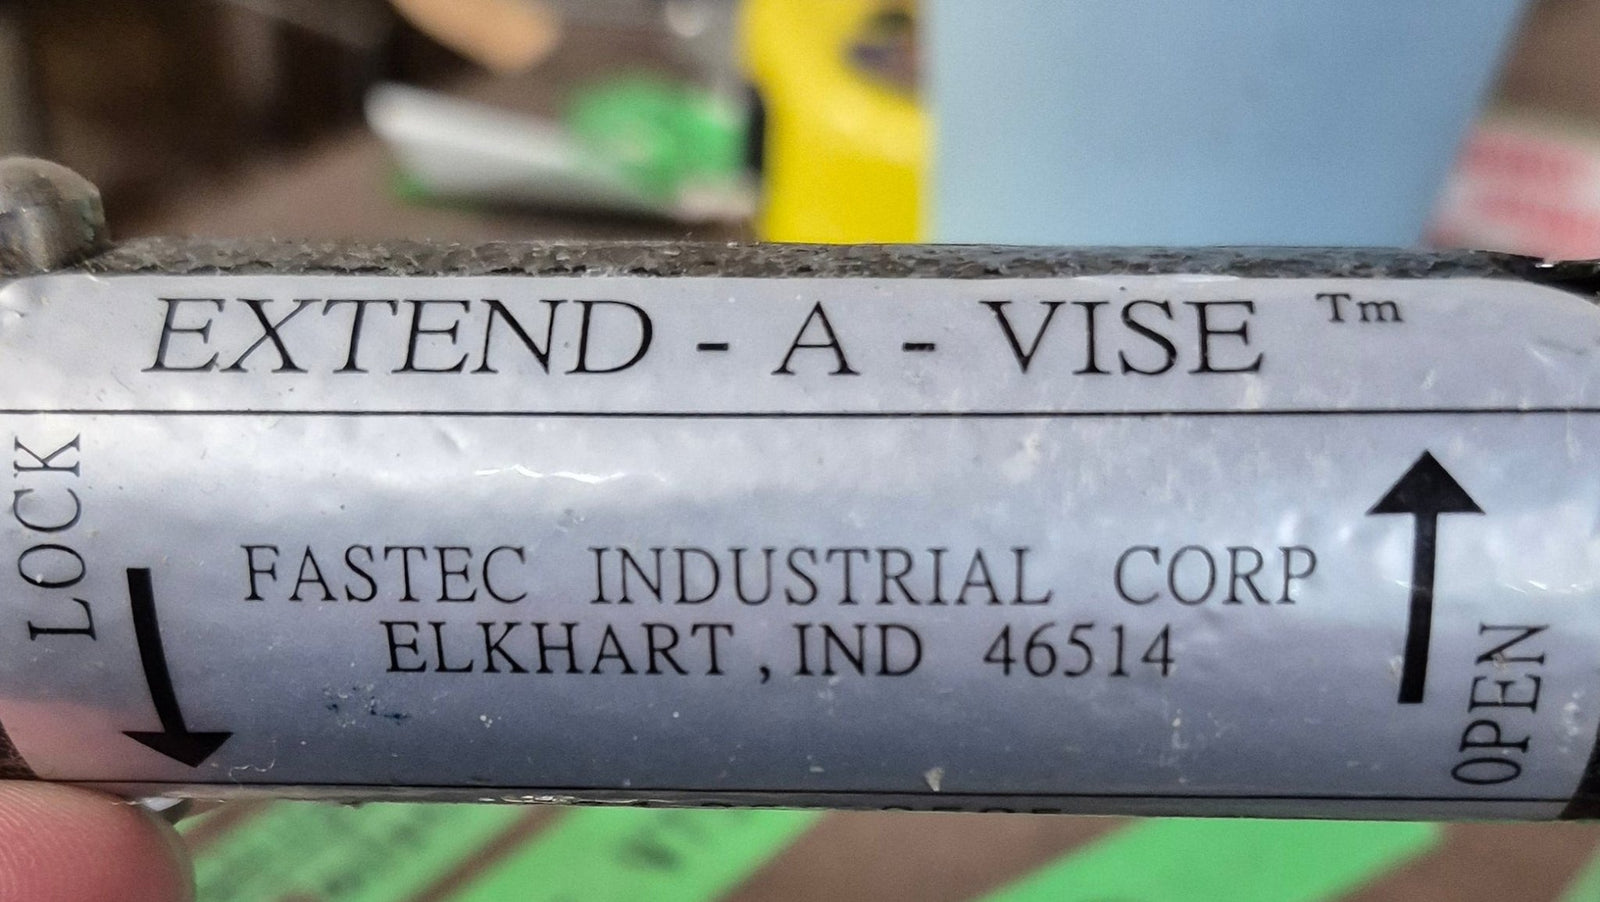 EXTEND - A - VISE Tm
LOCK
FASTEC INDUSTRIAL CORP
ELKHART, IND 46514
OPEN